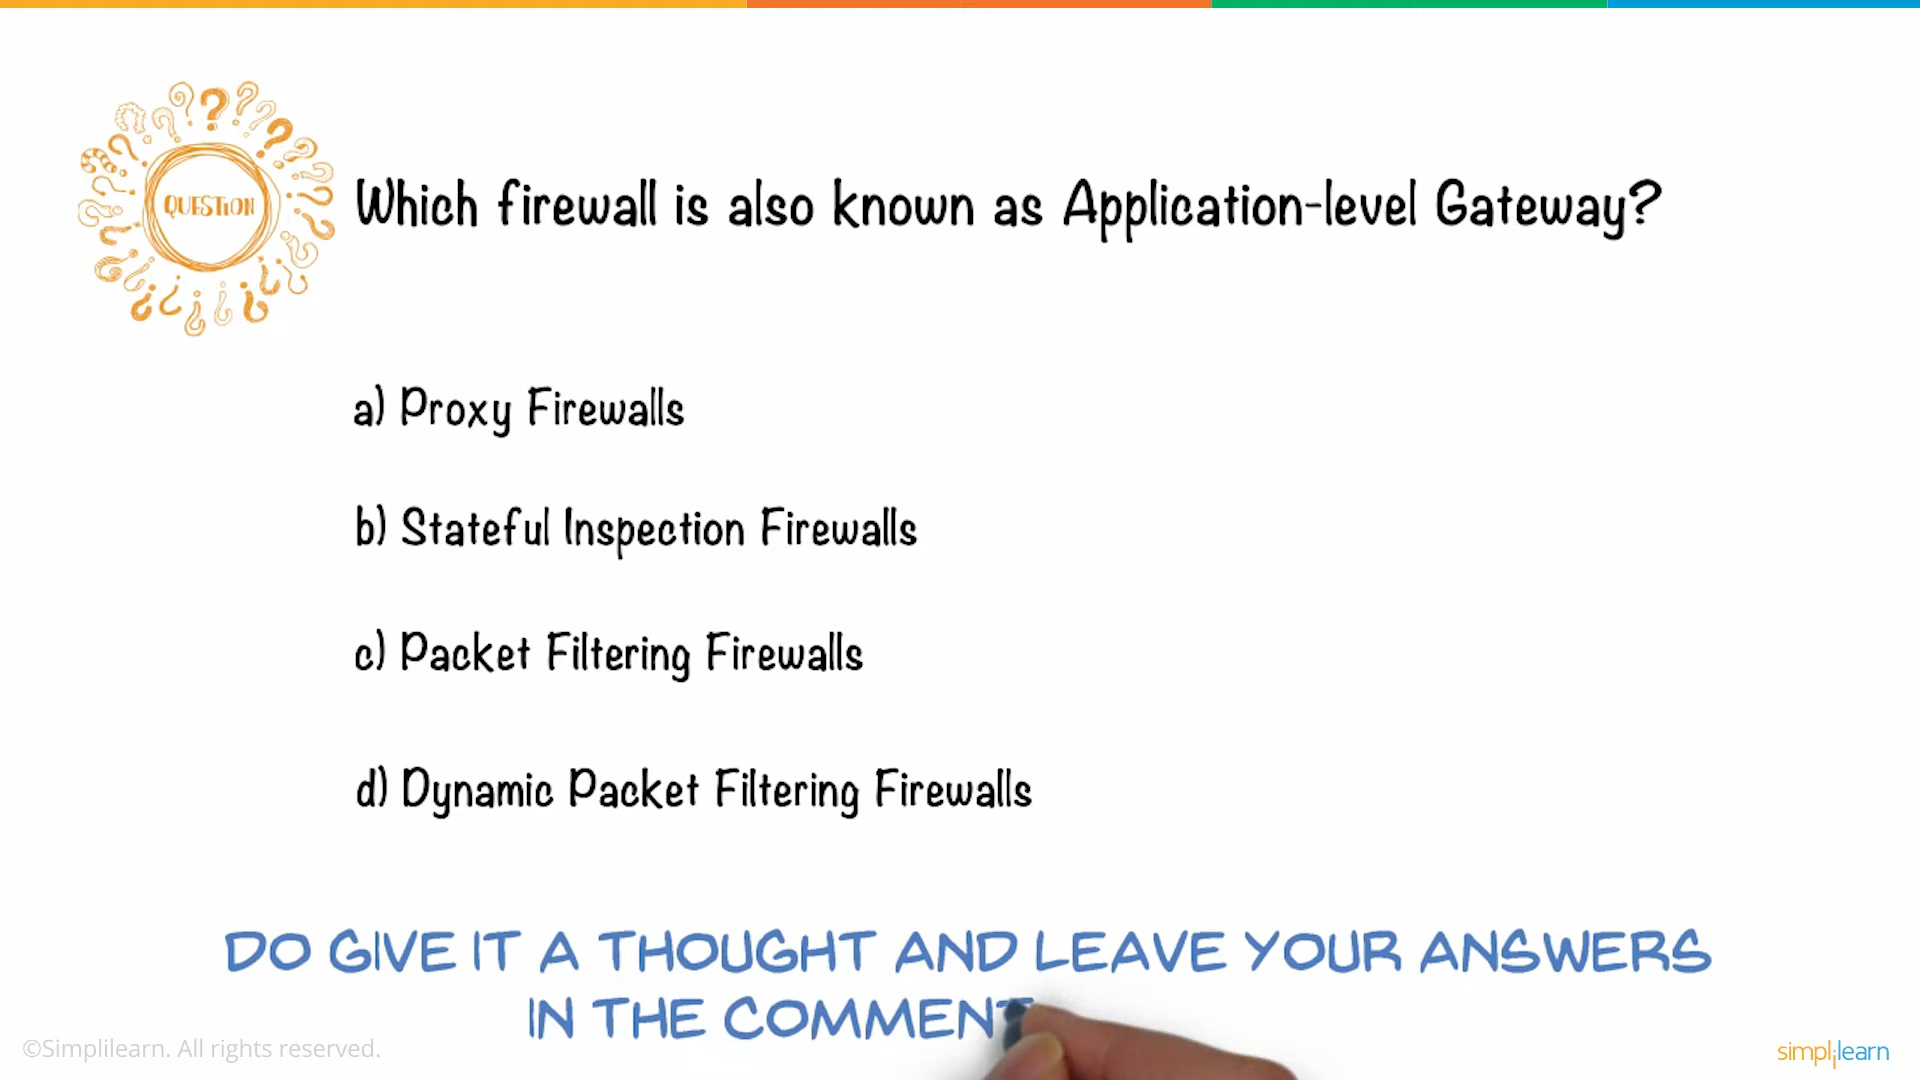 QUESTION
Which firewall is also known as Application-level Gateway?
a) Proxy Firewalls
b) Stateful Inspection Firewalls
c) Packet Filtering Firewalls
d) Dynamic Packet Filtering Firewalls
DO GIVE IT A THOUGHT AND LEAVE YOUR ANSWERS
IN THE COMMENT
©Simplilearn. All rights reserved.
simplilearn